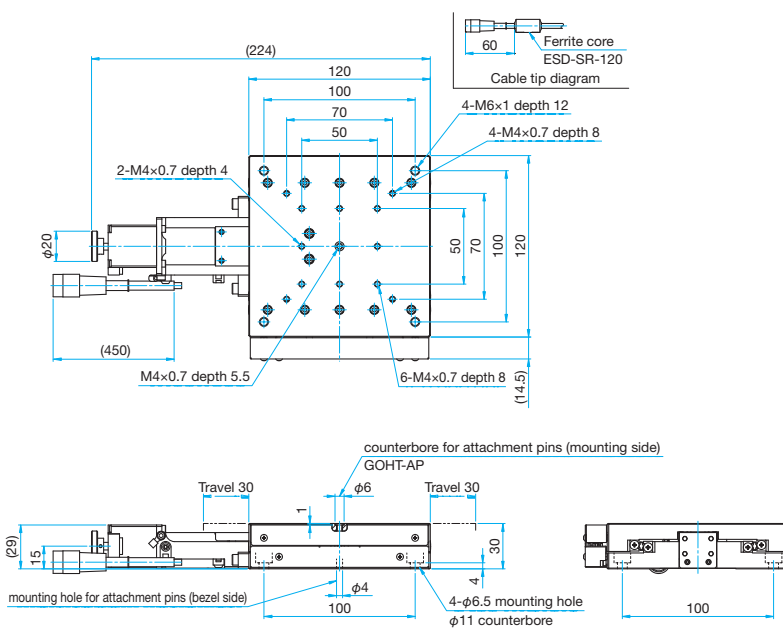 60
Ferrite core
ESD-SR-120
Cable tip diagram
(224)
120
100
70
50
4-M6×1 depth 12
4-M4×0.7 depth 8
2-M4×0.7 depth 4
φ20
50
70
100
120
(450)
M4×0.7 depth 5.5
6-M4×0.7 depth 8
(14.5)
counterbore for attachment pins (mounting side)
GOHT-AP
Travel 30
φ6
Travel 30
1
(29)
15
30
4
mounting hole for attachment pins (bezel side)
φ4
100
4-φ6.5 mounting hole
φ11 counterbore
100